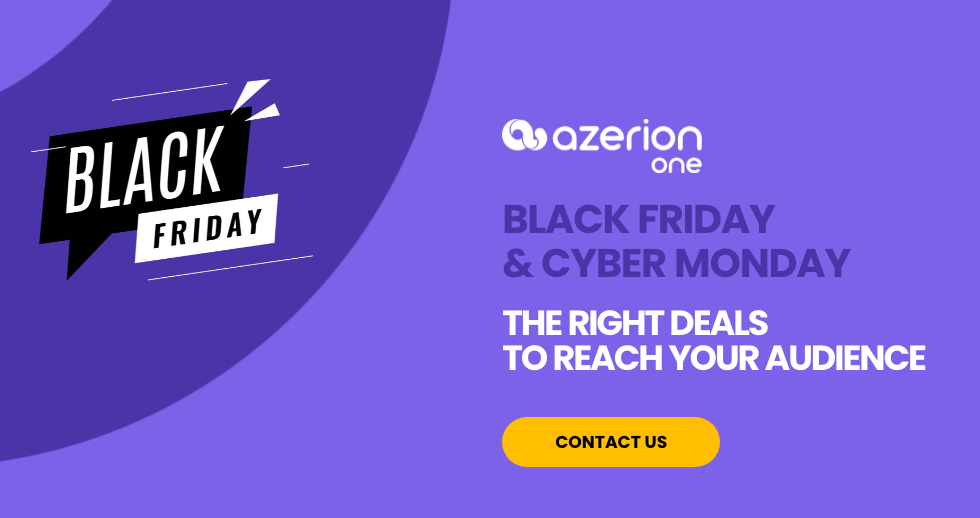 BLACK
FRIDAY
azerion
one
BLACK FRIDAY
& CYBER MONDAY
THE RIGHT DEALS
TO REACH YOUR AUDIENCE
CONTACT US